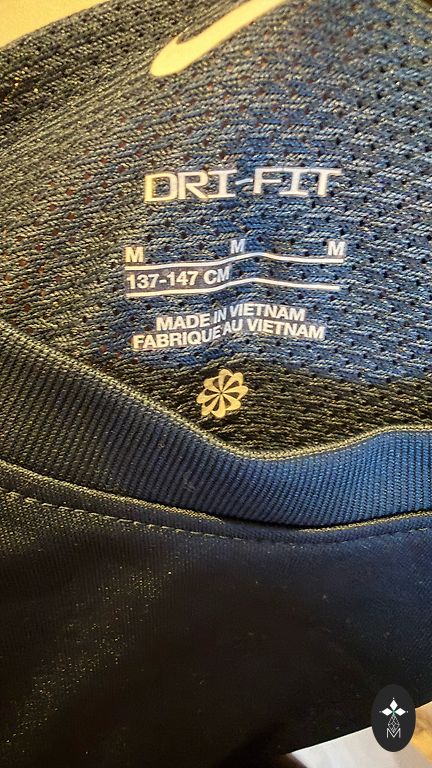 DRI-FIT
M M M
137-147 CM
MADE IN VIETNAM
FABRIQUE AU VIETNAM
M